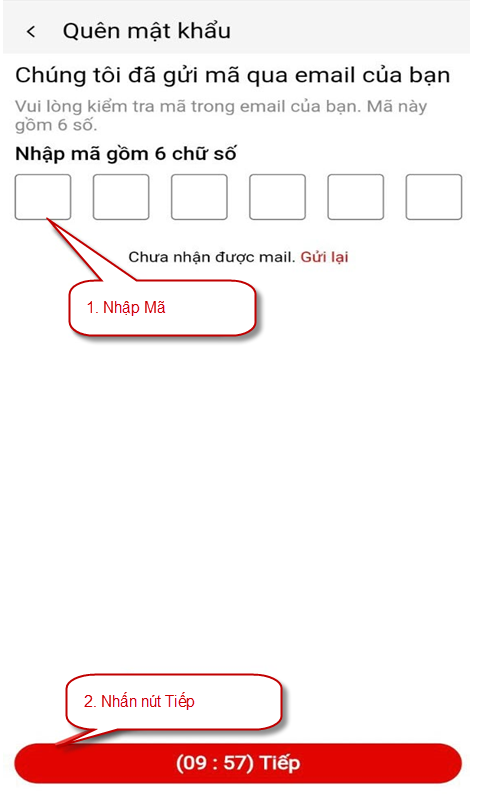 < Quên mật khẩu
Chúng tôi đã gửi mã qua email của bạn
Vui lòng kiểm tra mã trong email của bạn. Mã này
gồm 6 số.
Nhập mã gồm 6 chữ số
Chưa nhận được mail. Gửi lại
1. Nhập Mã
2. Nhấn nút Tiếp
(09 : 57) Tiếp